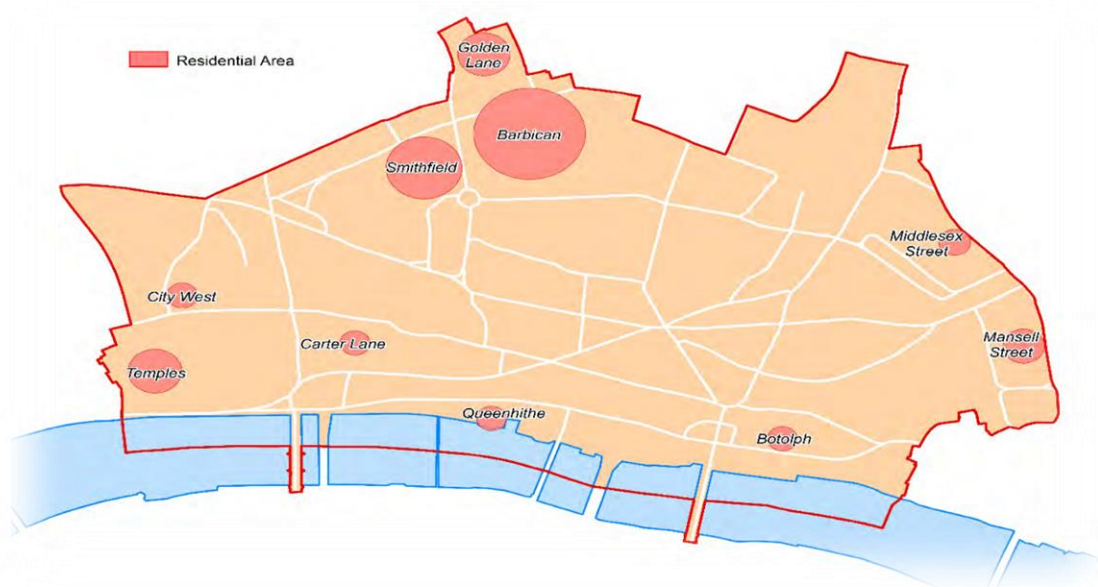 Golden
Lane
Residential Area
Barbican
Smithfield
Middlesex
Street
City West
Carter Lane
Mansell
Street
Temples
Queenhithe
Botolph